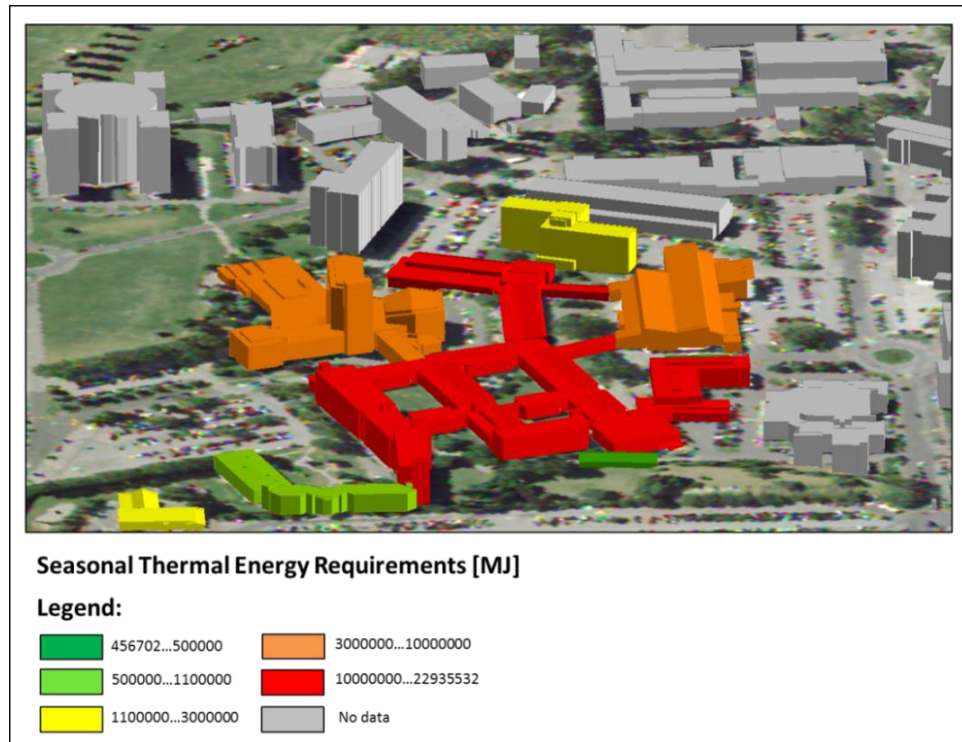 Seasonal Thermal Energy Requirements [MJ]
Legend:
456702...500000
3000000...10000000
500000...1100000
10000000...22935532
1100000...3000000
No data